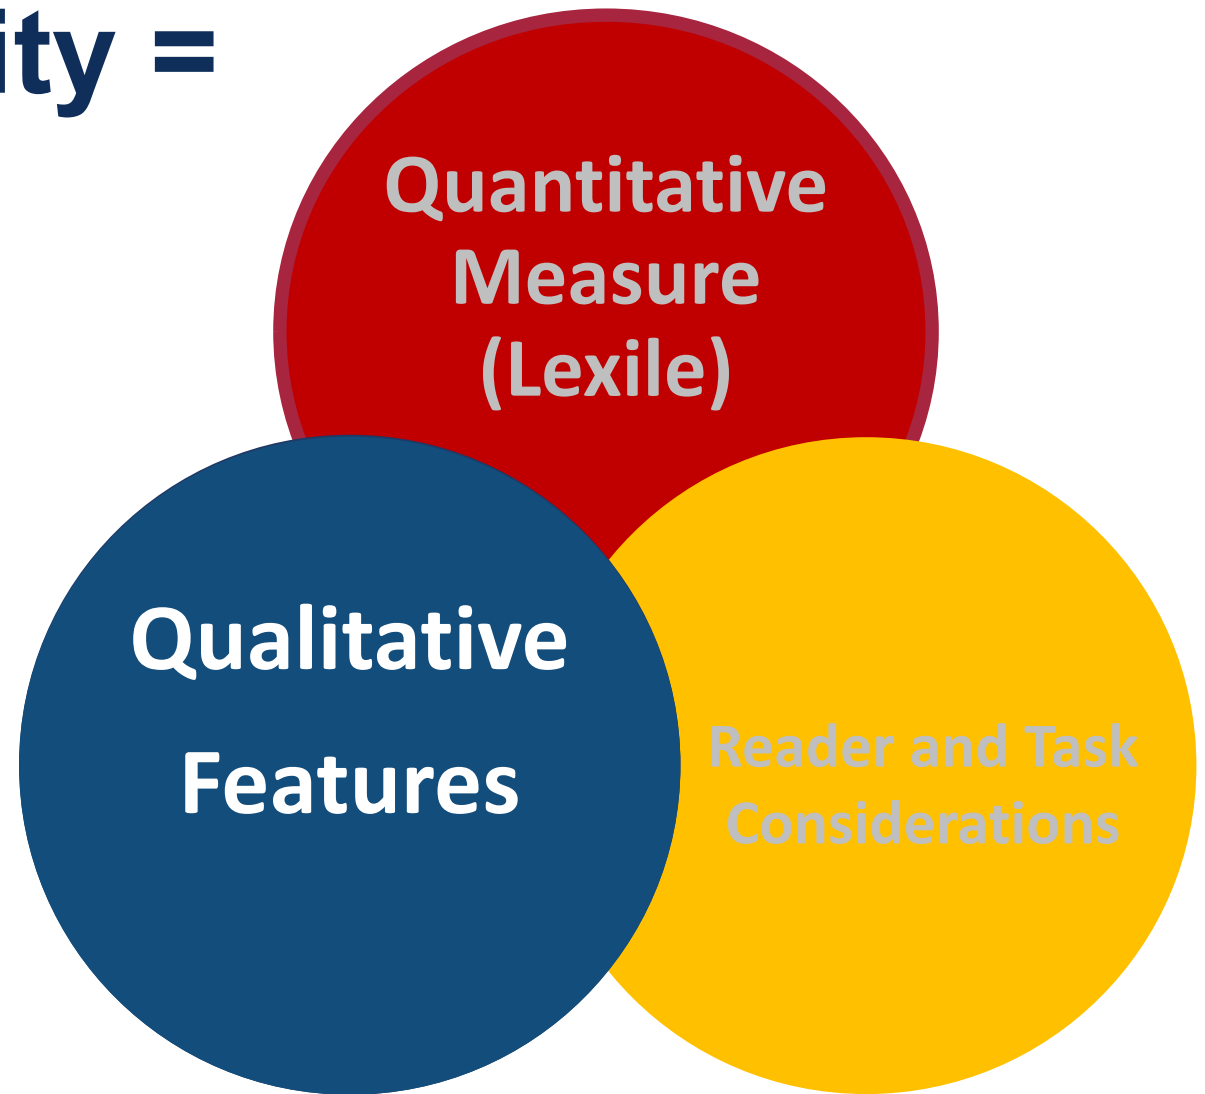 ity =
Quantitative
Measure
(Lexile)
Qualitative
Features
Reader and Task
Considerations